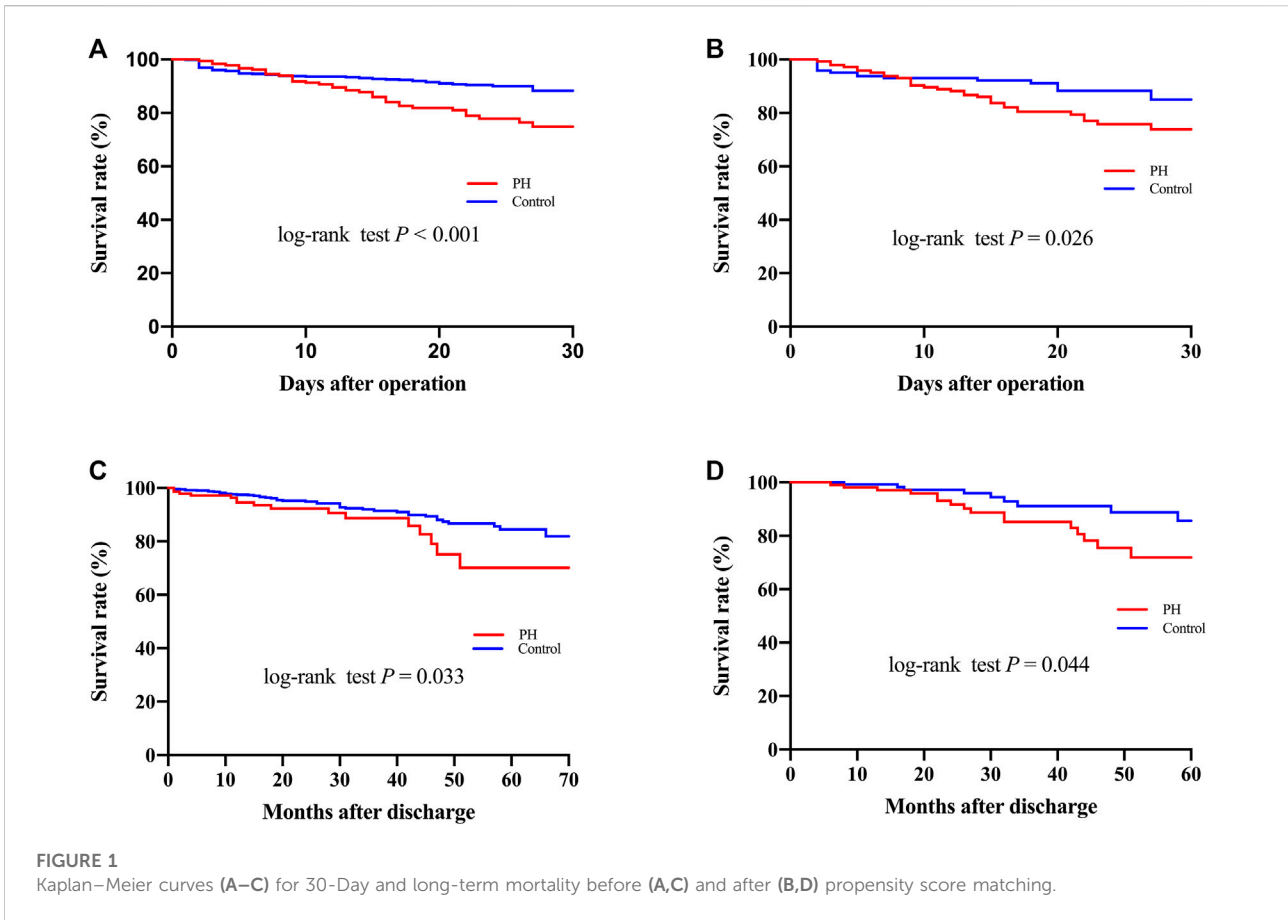 A
Survival rate (%)
100
80
60
40
20
0
0 10 20 30
Days after operation
PH
Control
log-rank test P < 0.001
B
Survival rate (%)
100
80
60
40
20
0
0 10 20 30
Days after operation
PH
Control
log-rank test P = 0.026
C
Survival rate (%)
100
80
60
40
20
0
0 10 20 30 40 50 60 70
Months after discharge
PH
Control
log-rank test P = 0.033
D
Survival rate (%)
100
80
60
40
20
0
0 10 20 30 40 50 60
Months after discharge
PH
Control
log-rank test P = 0.044
FIGURE 1
Kaplan–Meier curves (A–C) for 30-Day and long-term mortality before (A,C) and after (B,D) propensity score matching.